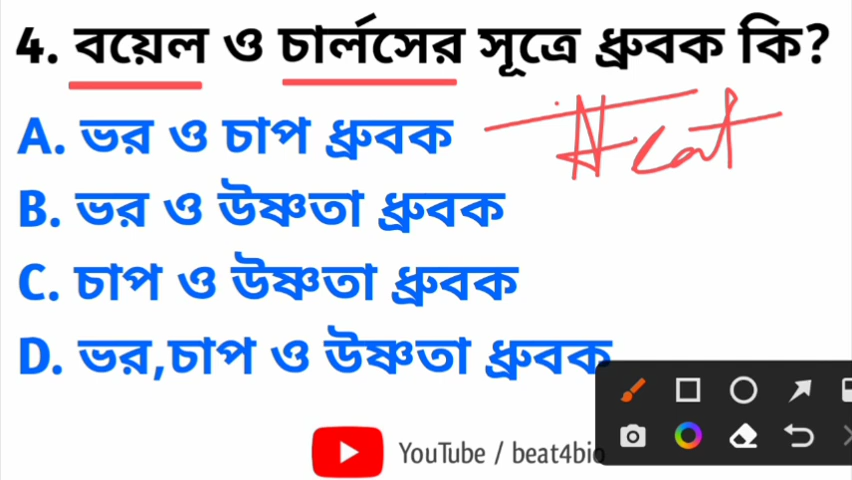 4. বয়েল ও চার্লসের সূত্রে ধ্রুবক কি?
A. ভর ও চাপ ধ্রুবক
Heat
B. ভর ও উষ্ণতা ধ্রুবক
C. চাপ ও উষ্ণতা ধ্রুবক
D. ভর,চাপ ও উষ্ণতা ধ্রুবক
YouTube / beat4bio